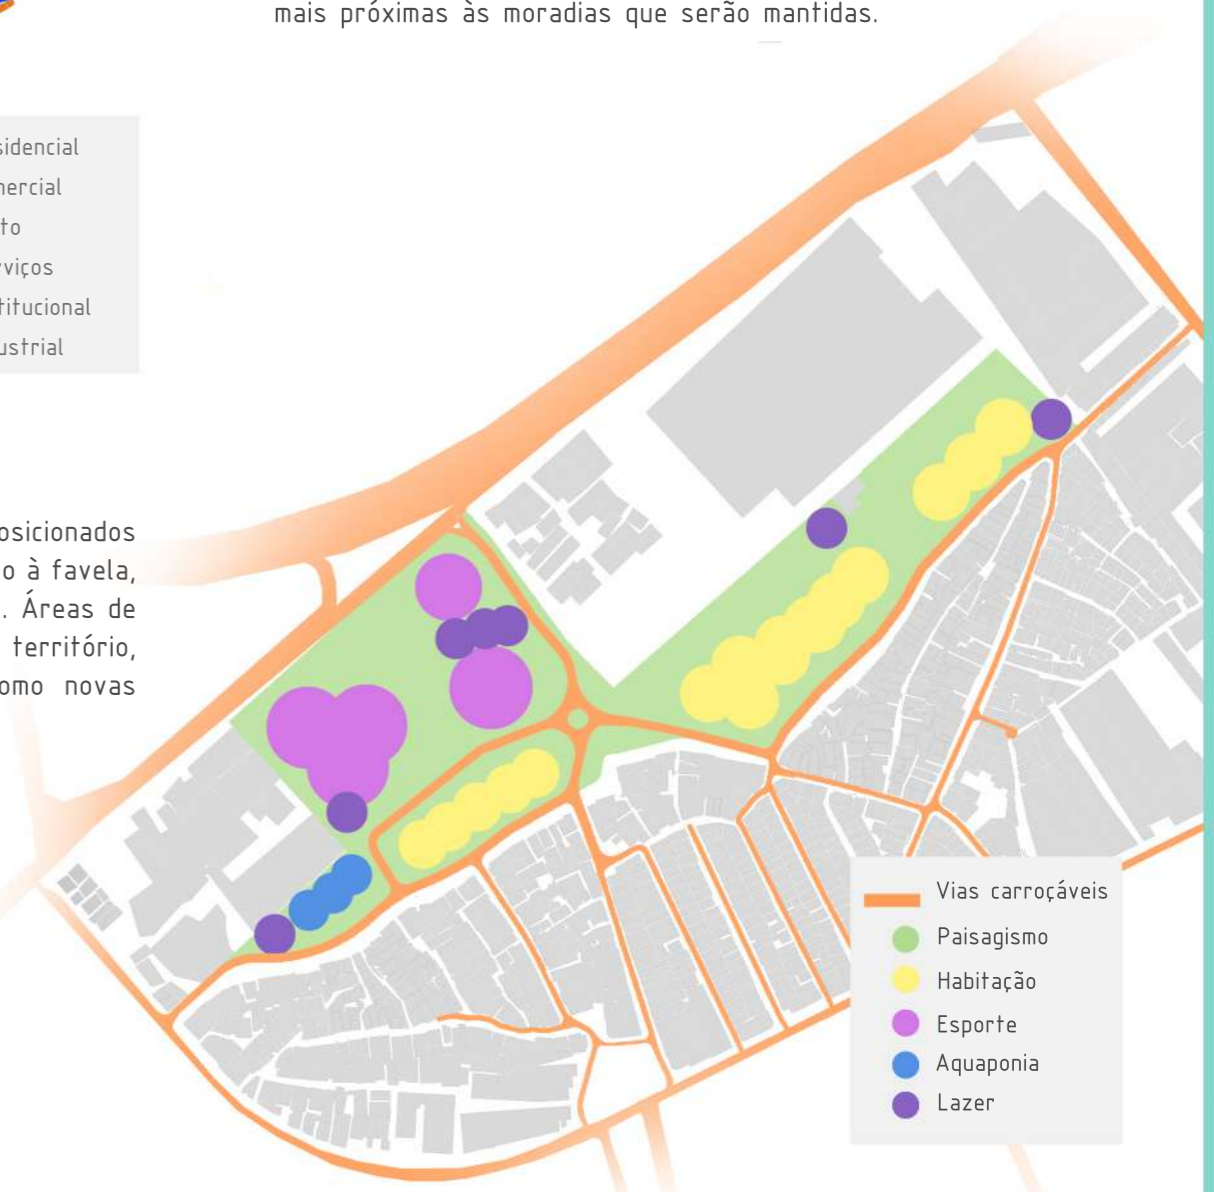 mais próximas às moradias que serão mantidas.
sidencial
nercial
to
viços
titucional
ustrial
osicionados
o à favela,
. Áreas de
território,
omo novas
Vias carroçáveis
Paisagismo
Habitação
Esporte
Aquaponia
Lazer